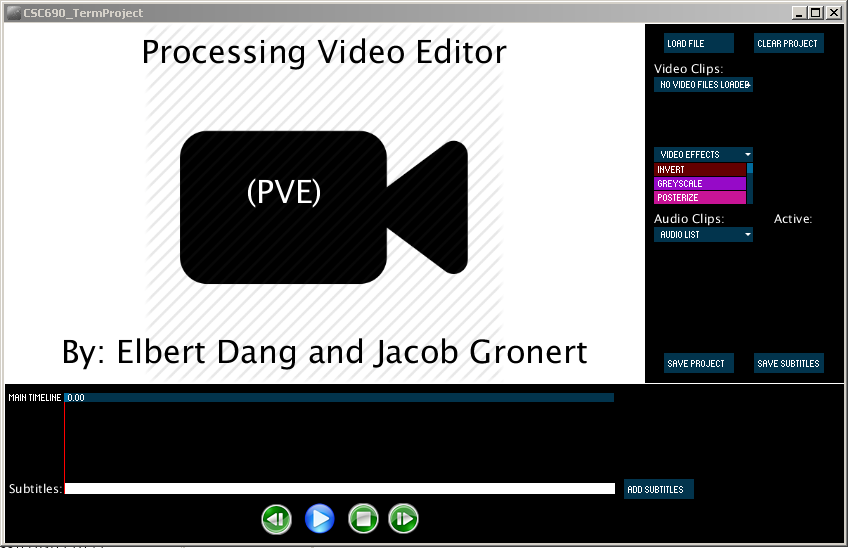 CSC690_TermProject
Processing Video Editor
(PVE)
By: Elbert Dang and Jacob Gronert
LOAD FILE
CLEAR PROJECT
Video Clips:
NO VIDEO FILES LOADED
VIDEO EFFECTS
INVERT
GREYSCALE
POSTERIZE
Audio Clips:
Active:
AUDIO LIST
SAVE PROJECT
SAVE SUBTITLES
MAIN TIMELINE
0.00
Subtitles:
ADD SUBTITLES